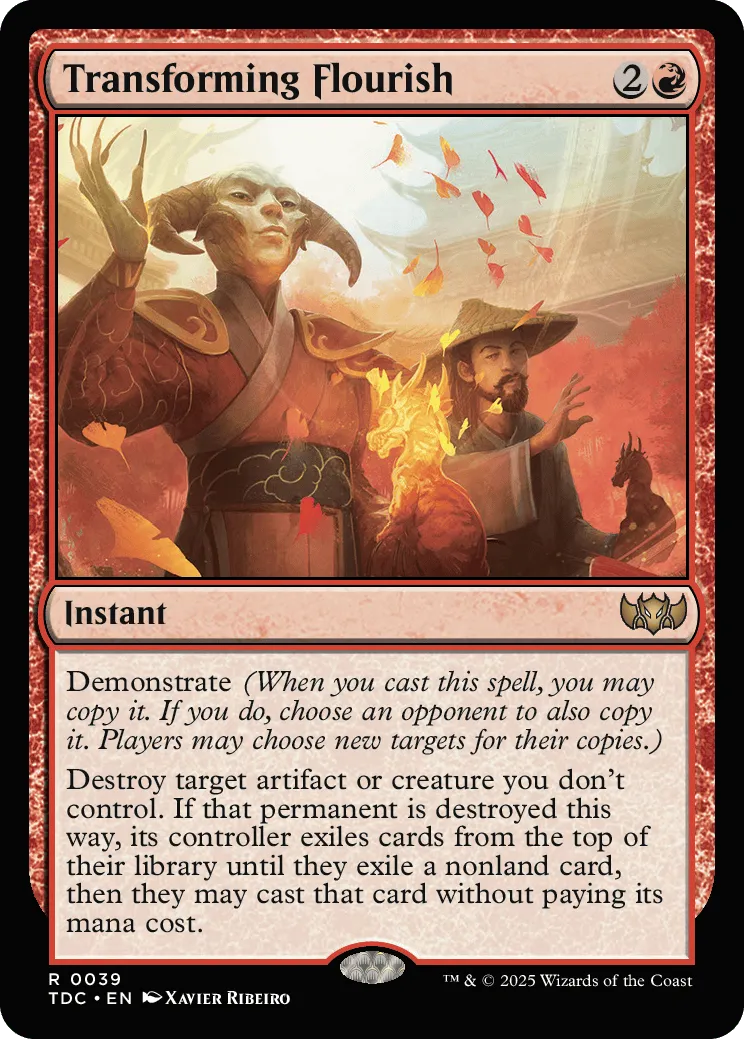 Transforming Flourish 2
Instant
Demonstrate (When you cast this spell, you may
copy it. If you do, choose an opponent to also copy
it. Players may choose new targets for their copies.)
Destroy target artifact or creature you don't
control. If that permanent is destroyed this
way, its controller exiles cards from the top of
their library until they exile a nonland card,
then they may cast that card without paying its
mana cost.
R 0039
TDC • EN Xavier Ribeiro
™ & © 2025 Wizards of the Coast